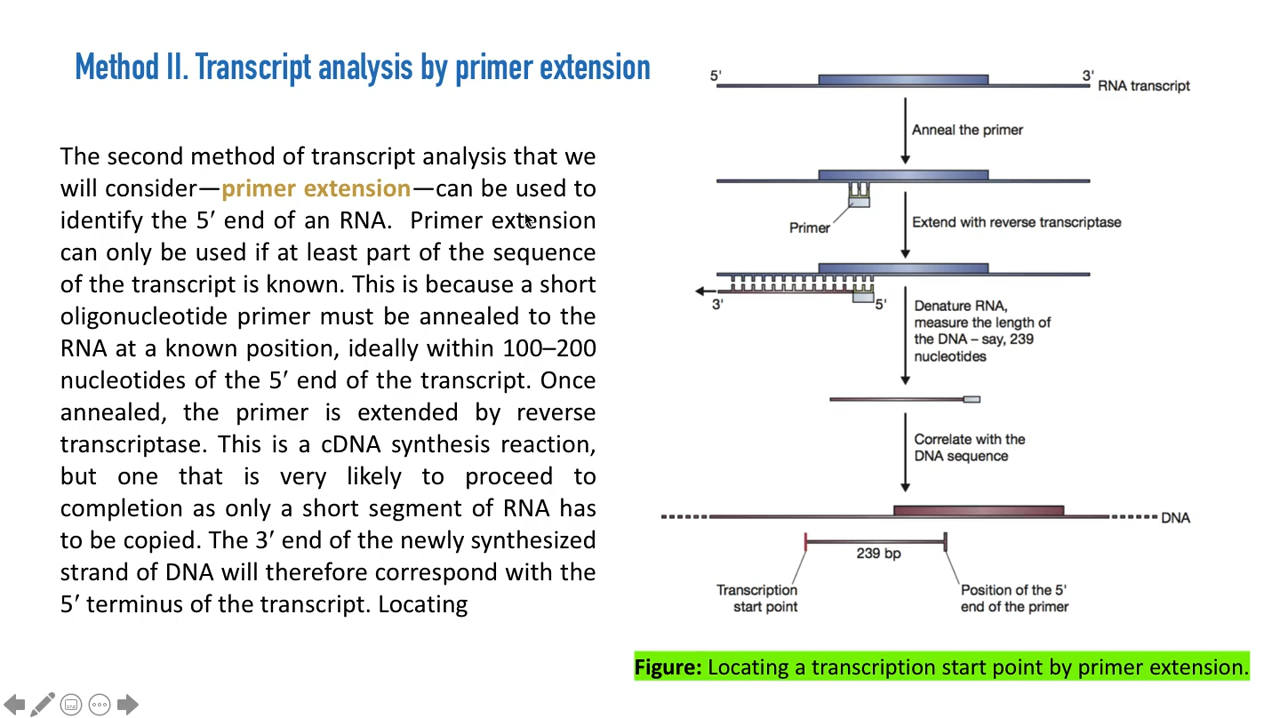 Method II. Transcript analysis by primer extension
The second method of transcript analysis that we
will consider—primer extension—can be used to
identify the 5′ end of an RNA. Primer extension
can only be used if at least part of the sequence
of the transcript is known. This is because a short
oligonucleotide primer must be annealed to the
RNA at a known position, ideally within 100–200
nucleotides of the 5′ end of the transcript. Once
annealed, the primer is extended by reverse
transcriptase. This is a cDNA synthesis reaction,
but one that is very likely to proceed to
completion as only a short segment of RNA has
to be copied. The 3′ end of the newly synthesized
strand of DNA will therefore correspond with the
5′ terminus of the transcript. Locating
5'
3'
RNA transcript
Anneal the primer
Primer
Extend with reverse transcriptase
3'
5'
Denature RNA,
measure the length of
the DNA – say, 239
nucleotides
Correlate with the
DNA sequence
DNA
239 bp
Transcription
start point
Position of the 5'
end of the primer
Figure: Locating a transcription start point by primer extension.